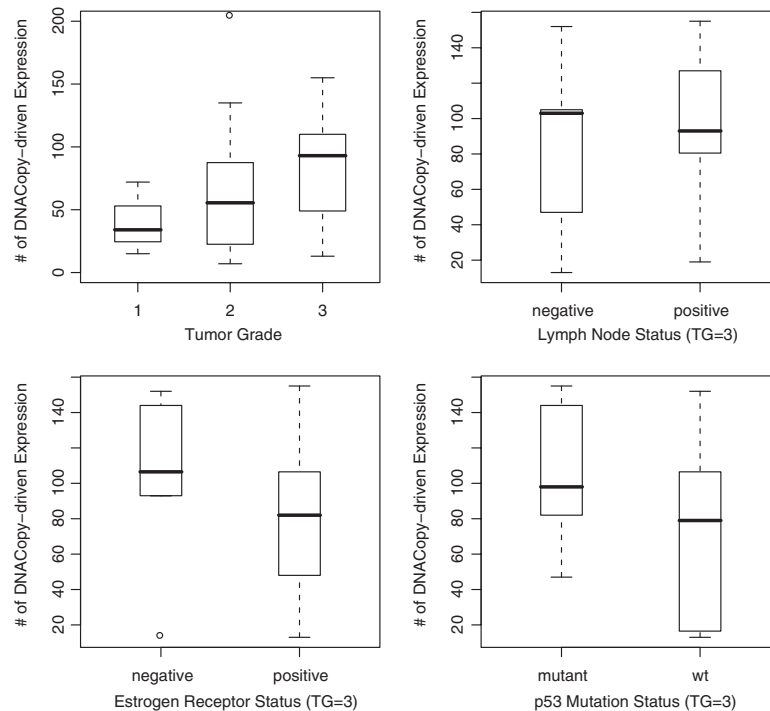 # of DNACopy-driven Expression
200
150
100
50
0
1 2 3
Tumor Grade
# of DNACopy-driven Expression
140
100
80
60
40
20
negative positive
Lymph Node Status (TG=3)
# of DNACopy-driven Expression
140
100
80
60
40
20
negative positive
Estrogen Receptor Status (TG=3)
# of DNACopy-driven Expression
140
100
80
60
40
20
mutant wt
p53 Mutation Status (TG=3)